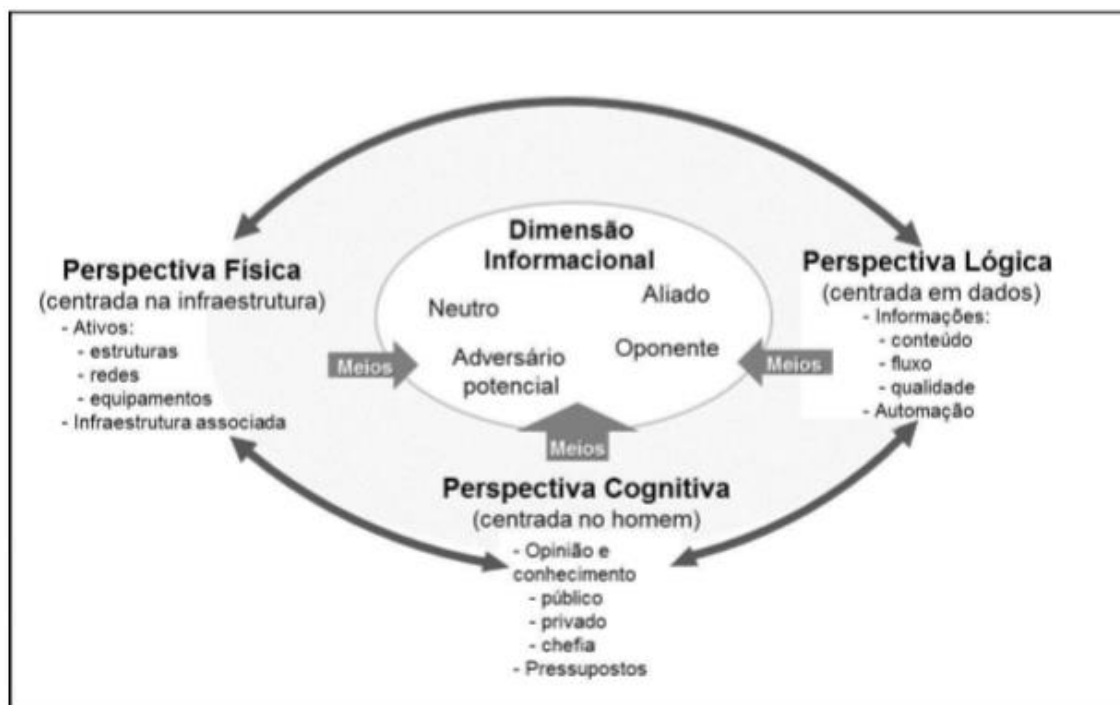 Dimensão
Informacional
Neutro
Aliado
Adversário
potencial
Oponente
Perspectiva Física
(centrada na infraestrutura)
- Ativos:
- estruturas
- redes
- equipamentos
- Infraestrutura associada
Meios
Meios
Meios
Perspectiva Lógica
(centrada em dados)
- Informações:
- conteúdo
- fluxo
- qualidade
- Automação
Perspectiva Cognitiva
(centrada no homem)
- Opinião e
conhecimento
- público
- privado
- chefia
- Pressupostos